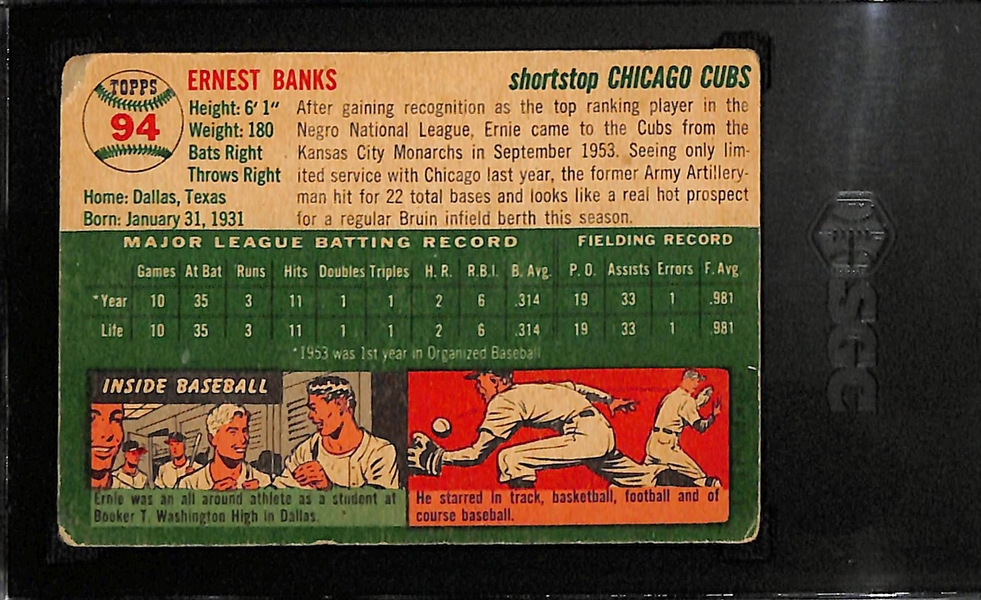 TOPPS
94
ERNEST BANKS
shortstop CHICAGO CUBS
Height: 6' 1"
Weight: 180
Bats Right
Throws Right
Home: Dallas, Texas
Born: January 31, 1931
After gaining recognition as the top ranking player in the
Negro National League, Ernie came to the Cubs from the
Kansas City Monarchs in September 1953. Seeing only lim-
ited service with Chicago last year, the former Army Artillery-
man hit for 22 total bases and looks like a real hot prospect
for a regular Bruin infield berth this season.
MAJOR LEAGUE BATTING RECORD FIELDING RECORD
Games At Bat Runs Hits Doubles Triples H.R. R.B.I. B. Avg. P.O. Assists Errors F. Avg.
*Year 10 35 3 11 1 1 2 6 .314 19 33 1 .981
Life 10 35 3 11 1 1 2 6 .314 19 33 1 .981
*1953 was 1st year in Organized Baseball
INSIDE BASEBALL
Ernie was an all around athlete as a student at
Booker T. Washington High in Dallas.
He starred in track, basketball, football and of
course baseball.
SGC